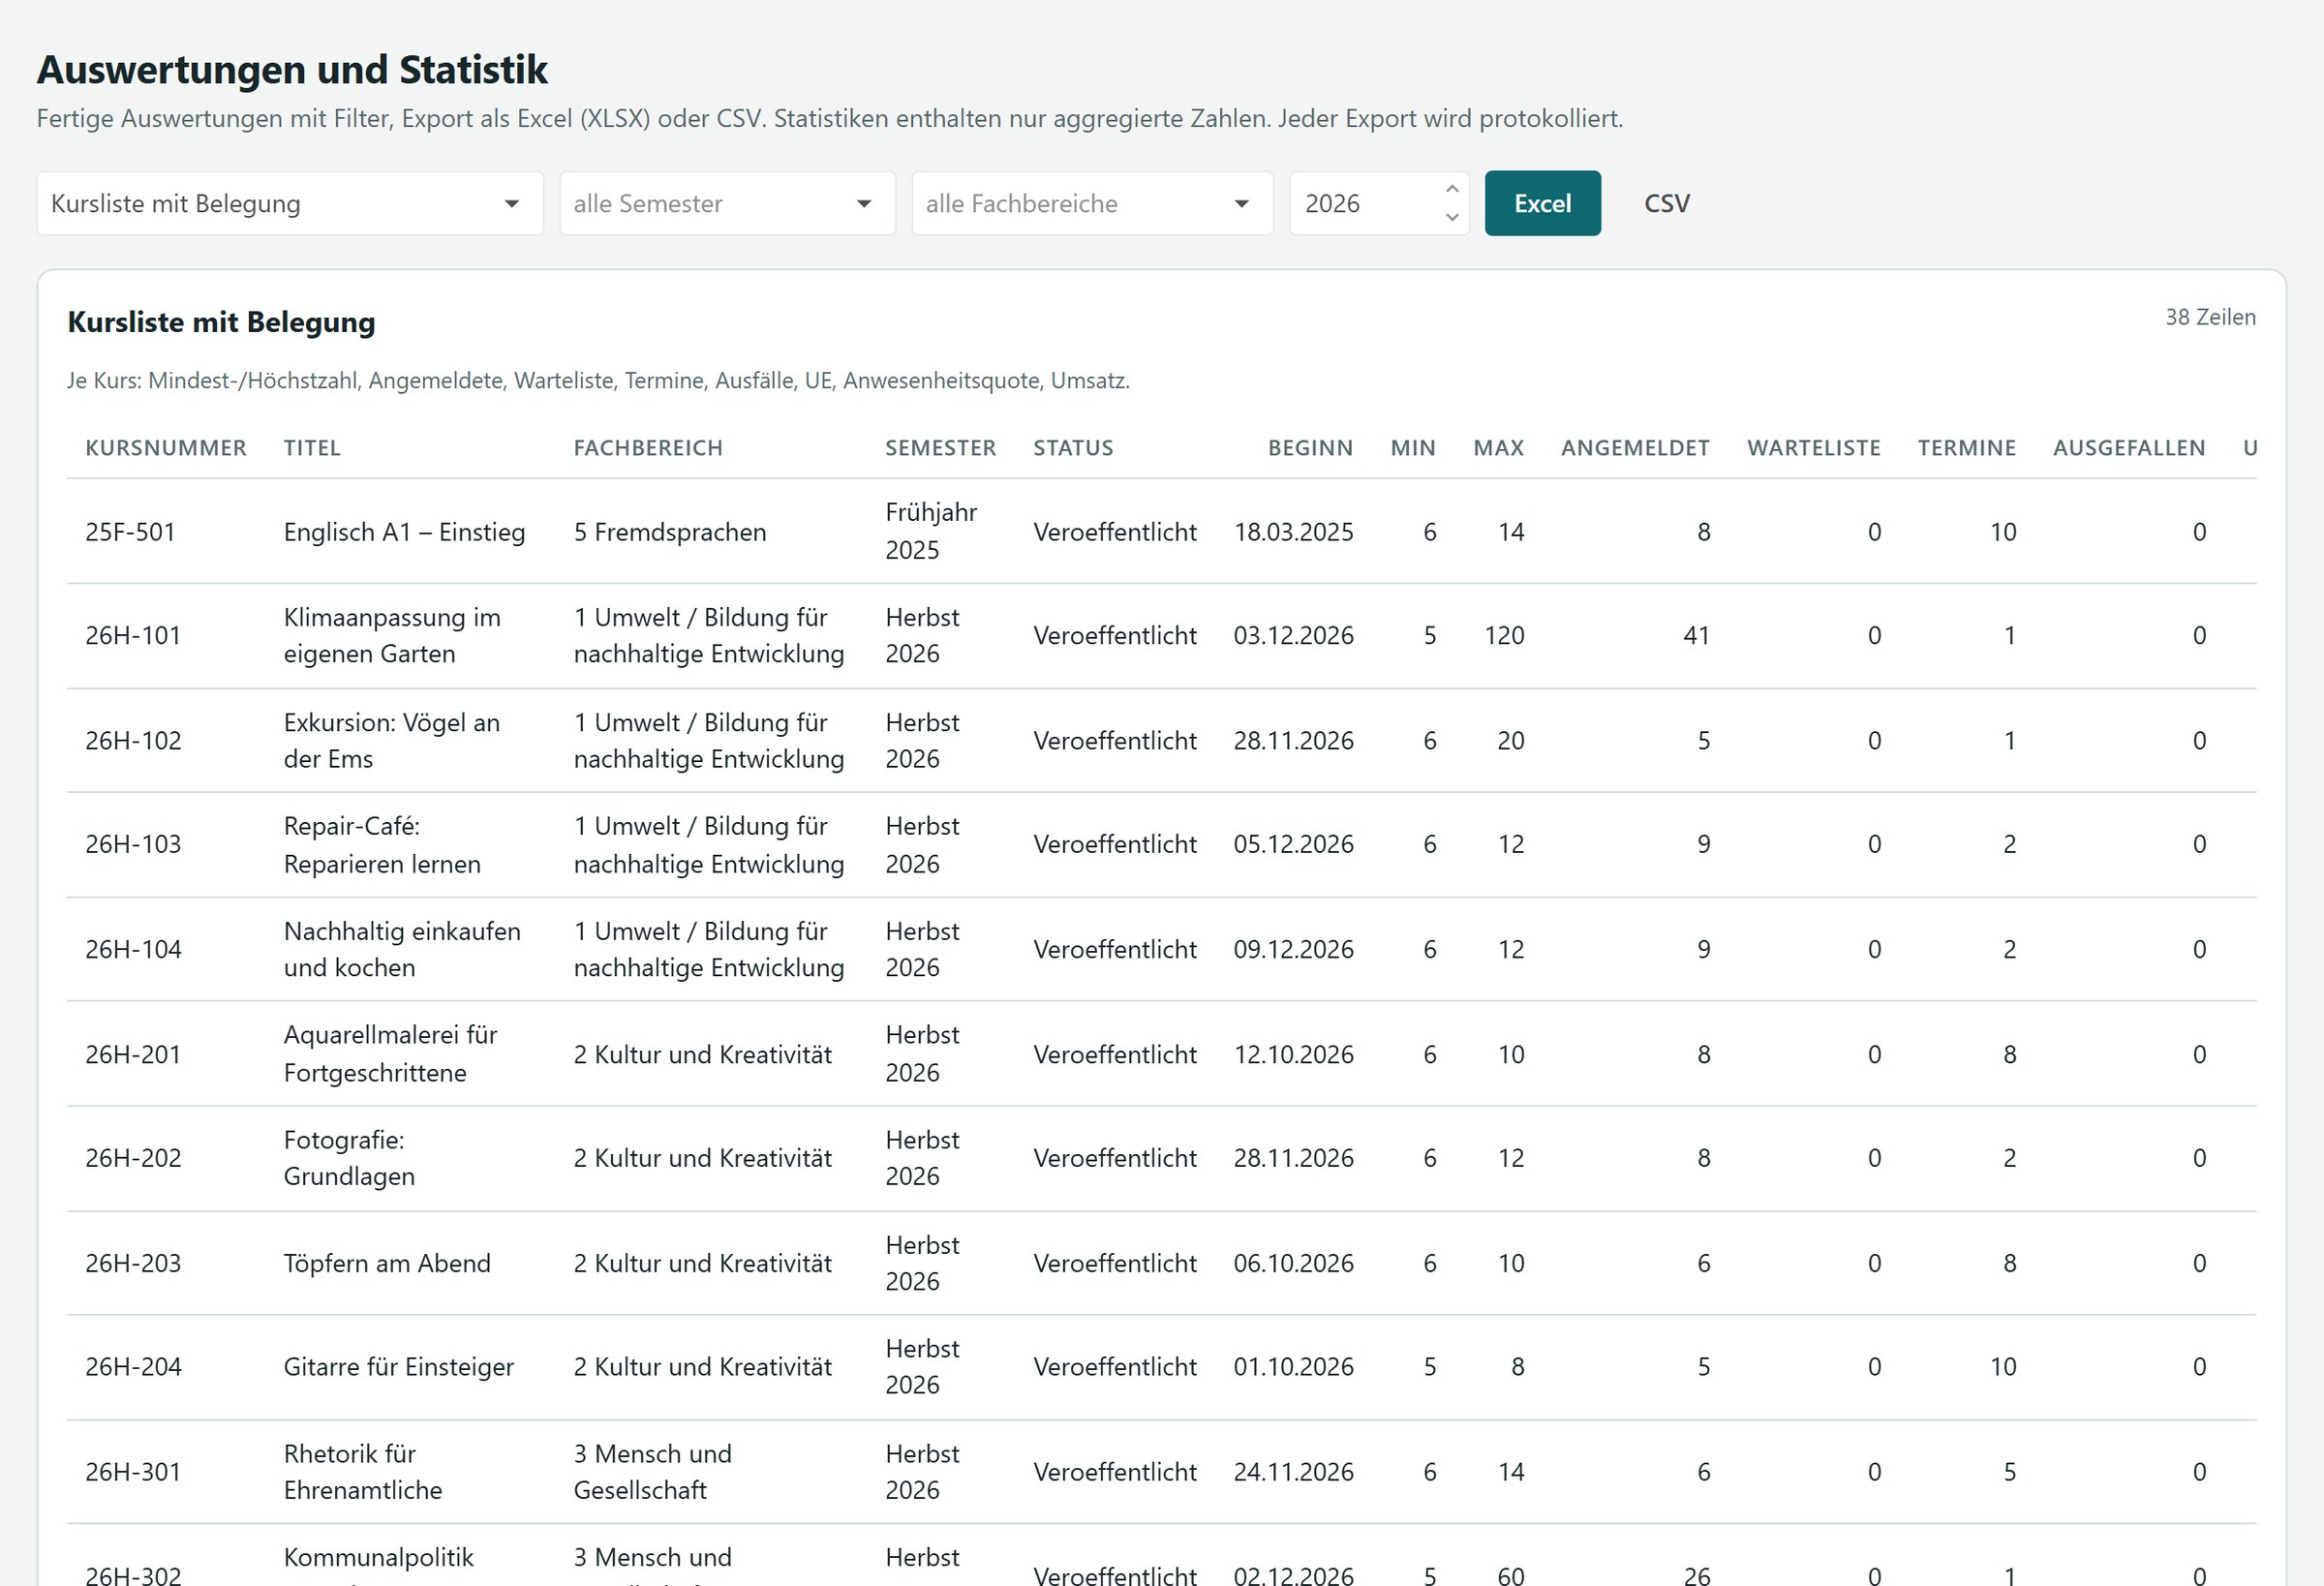 Auswertungen und Statistik
Fertige Auswertungen mit Filter, Export als Excel (XLSX) oder CSV. Statistiken enthalten nur aggregierte Zahlen. Jeder Export wird protokolliert.
Kursliste mit Belegung alle Semester alle Fachbereiche 2026 Excel CSV
Kursliste mit Belegung 38 Zeilen
Je Kurs: Mindest-/Höchstzahl, Angemeldete, Warteliste, Termine, Ausfälle, UE, Anwesenheitsquote, Umsatz.
KURSNUMMER TITEL FACHBEREICH SEMESTER STATUS BEGINN MIN MAX ANGEMELDET WARTELISTE TERMINE AUSGEFALLEN U
25F-501 Englisch A1 – Einstieg 5 Fremdsprachen Frühjahr 2025 Veroeffentlicht 18.03.2025 6 14 8 0 10 0
26H-101 Klimaanpassung im eigenen Garten 1 Umwelt / Bildung für nachhaltige Entwicklung Herbst 2026 Veroeffentlicht 03.12.2026 5 120 41 0 1 0
26H-102 Exkursion: Vögel an der Ems 1 Umwelt / Bildung für nachhaltige Entwicklung Herbst 2026 Veroeffentlicht 28.11.2026 6 20 5 0 1 0
26H-103 Repair-Café: Reparieren lernen 1 Umwelt / Bildung für nachhaltige Entwicklung Herbst 2026 Veroeffentlicht 05.12.2026 6 12 9 0 2 0
26H-104 Nachhaltig einkaufen und kochen 1 Umwelt / Bildung für nachhaltige Entwicklung Herbst 2026 Veroeffentlicht 09.12.2026 6 12 9 0 2 0
26H-201 Aquarellmalerei für Fortgeschrittene 2 Kultur und Kreativität Herbst 2026 Veroeffentlicht 12.10.2026 6 10 8 0 8 0
26H-202 Fotografie: Grundlagen 2 Kultur und Kreativität Herbst 2026 Veroeffentlicht 28.11.2026 6 12 8 0 2 0
26H-203 Töpfern am Abend 2 Kultur und Kreativität Herbst 2026 Veroeffentlicht 06.10.2026 6 10 6 0 8 0
26H-204 Gitarre für Einsteiger 2 Kultur und Kreativität Herbst 2026 Veroeffentlicht 01.10.2026 5 8 5 0 10 0
26H-301 Rhetorik für Ehrenamtliche 3 Mensch und Gesellschaft Herbst 2026 Veroeffentlicht 24.11.2026 6 14 6 0 5 0
26H-302 Kommunalpolitik 3 Mensch und Herbst Veroeffentlicht 02.12.2026 5 60 26 0 1 0